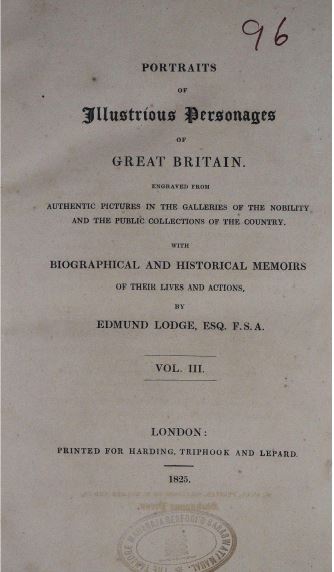 96
PORTRAITS
OF
Illustrious Personages
OF
GREAT BRITAIN.
ENGRAVED FROM
AUTHENTIC PICTURES IN THE GALLERIES OF THE NOBILITY
AND THE PUBLIC COLLECTIONS OF THE COUNTRY.
WITH
BIOGRAPHICAL AND HISTORICAL MEMOIRS
OF THEIR LIVES AND ACTIONS,
BY
EDMUND LODGE, ESQ. F.S.A.
VOL. III.
LONDON:
PRINTED FOR HARDING, TRIPHOOK AND LEPARD.
1825.